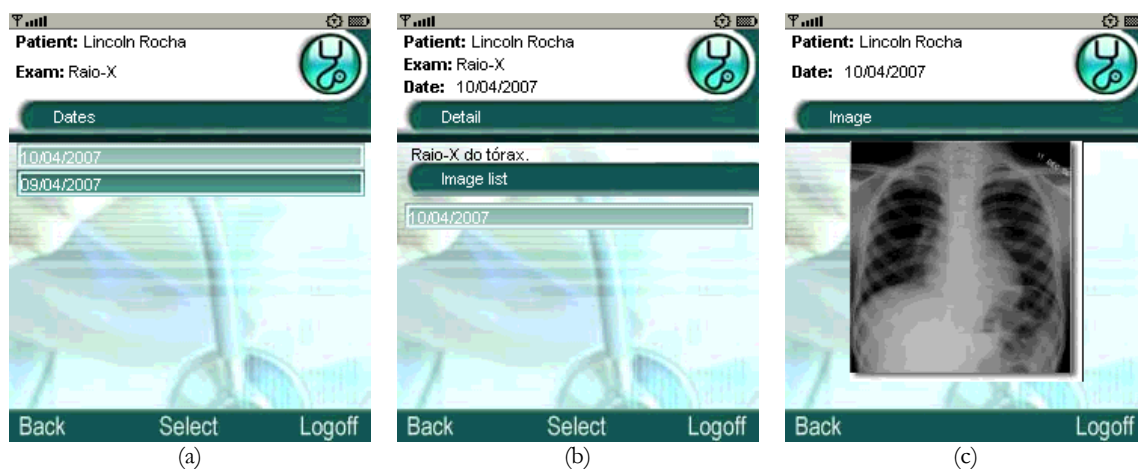 Patient: Lincoln Rocha
Exam: Raio-X
Dates
10/04/2007
09/04/2007
Back Select Logoff
(a)
Patient: Lincoln Rocha
Exam: Raio-X
Date: 10/04/2007
Detail
Raio-X do tórax.
Image list
10/04/2007
Back Select Logoff
(b)
Patient: Lincoln Rocha
Date: 10/04/2007
Image
Back Logoff
(c)